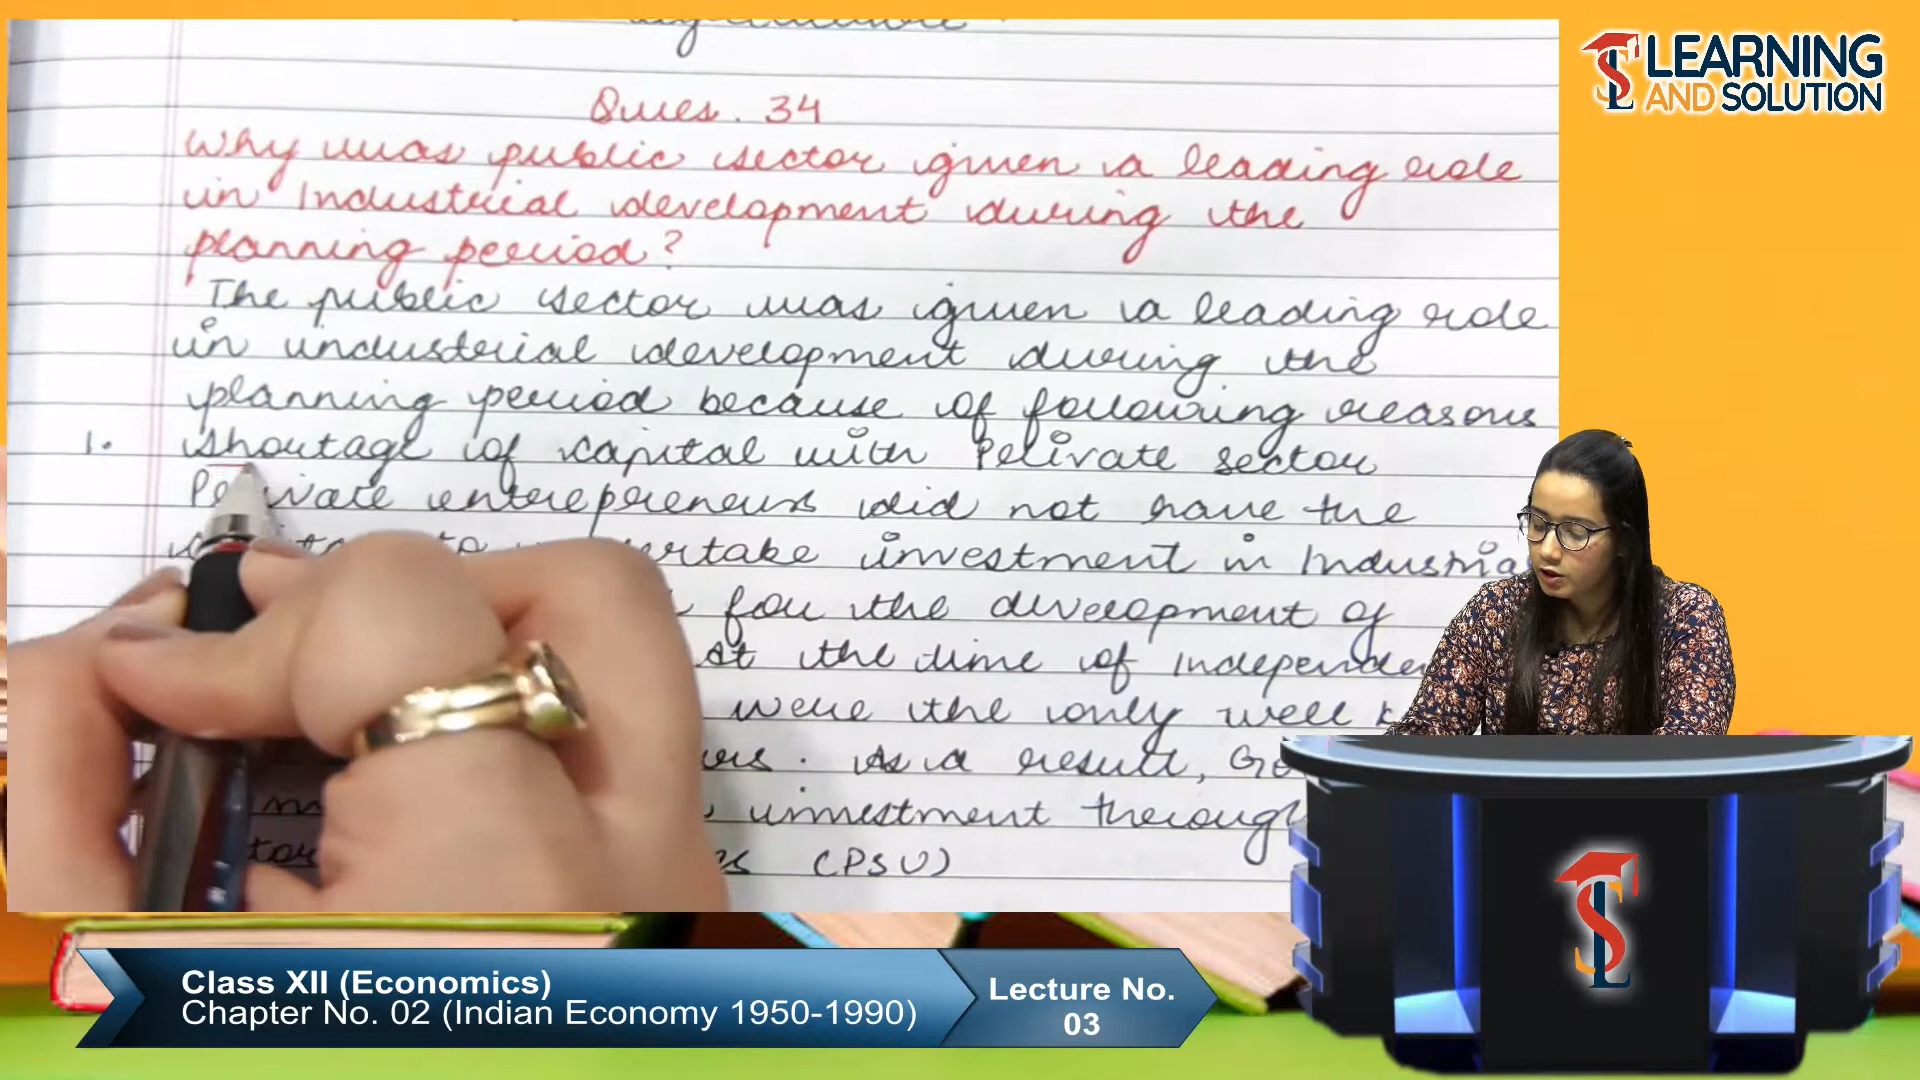 Ques. 34
Why was public sector given a leading role
in Industrial development during the
planning period?
The public sector was given a leading role
in industrial development during the
planning period because of following reasons
1. Shortage of capital with Private sector
Private entrepreneurs did not have the
to undertake investment in Industrial
for the development of
At the time of independen
were the only well k
As a result, Go
investment through
(PSU)
LEARNING
AND SOLUTION
Class XII (Economics)
Chapter No. 02 (Indian Economy 1950-1990)
Lecture No.
03